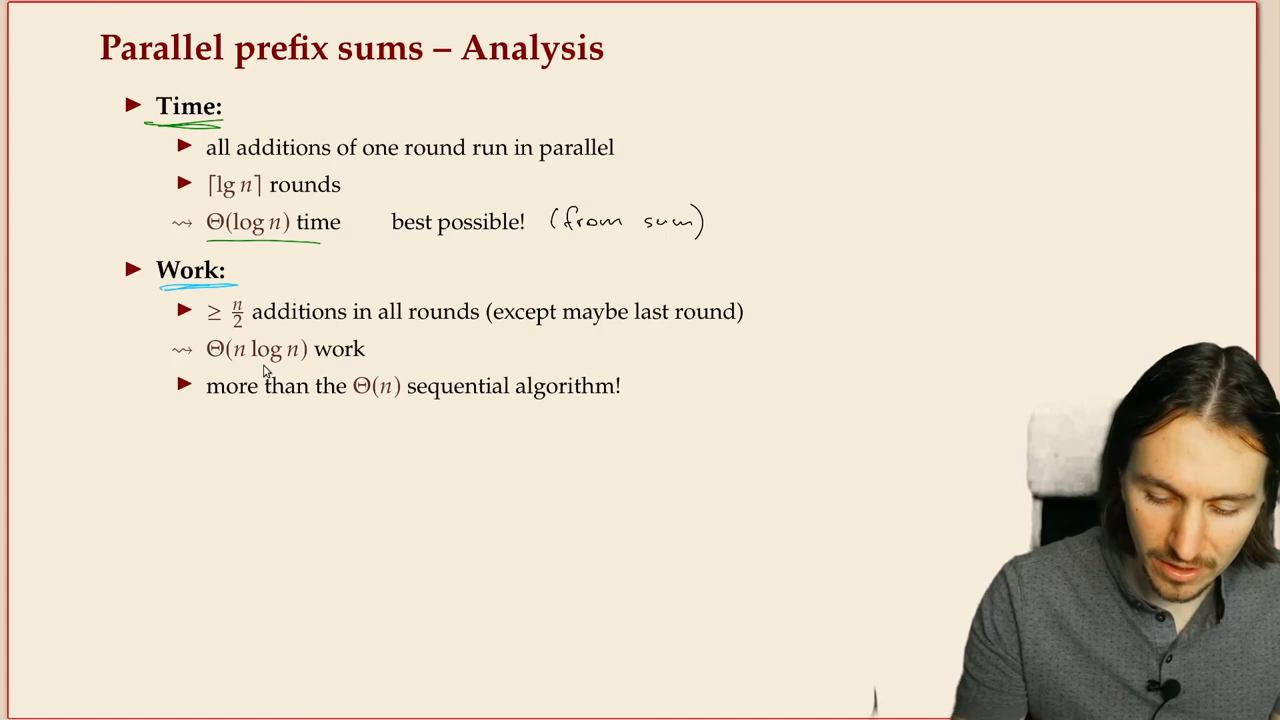 Parallel prefix sums – Analysis
▶ Time:
▶ all additions of one round run in parallel
▶ ⌈lg n⌉ rounds
⇝ Θ(log n) time best possible! (from sum)
▶ Work:
▶ ≥ n/2 additions in all rounds (except maybe last round)
⇝ Θ(n log n) work
▶ more than the Θ(n) sequential algorithm!